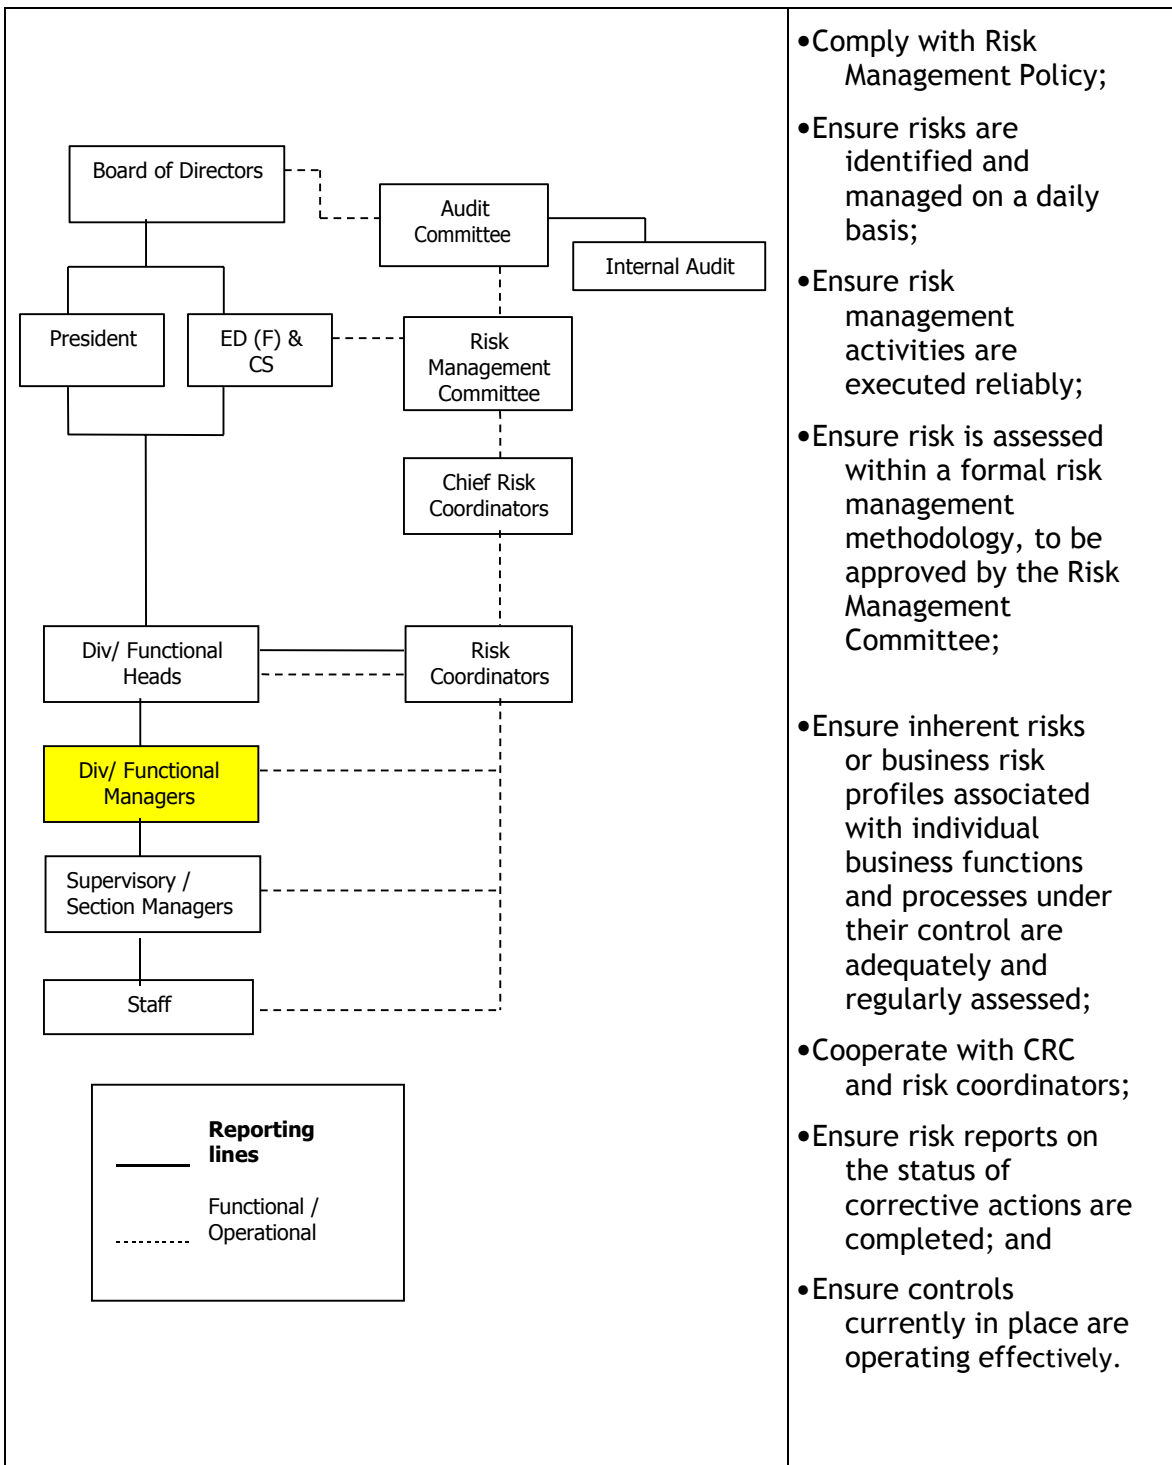 Board of Directors
Audit
Committee
Internal Audit
President
ED (F) &
CS
Risk
Management
Committee
Chief Risk
Coordinators
Div/ Functional
Heads
Risk
Coordinators
Div/ Functional
Managers
Supervisory /
Section Managers
Staff
Reporting
lines
Functional /
Operational
•Comply with Risk
Management Policy;
•Ensure risks are
identified and
managed on a daily
basis;
•Ensure risk
management
activities are
executed reliably;
•Ensure risk is assessed
within a formal risk
management
methodology, to be
approved by the Risk
Management
Committee;
•Ensure inherent risks
or business risk
profiles associated
with individual
business functions
and processes under
their control are
adequately and
regularly assessed;
•Cooperate with CRC
and risk coordinators;
•Ensure risk reports on
the status of
corrective actions are
completed; and
•Ensure controls
currently in place are
operating effectively.